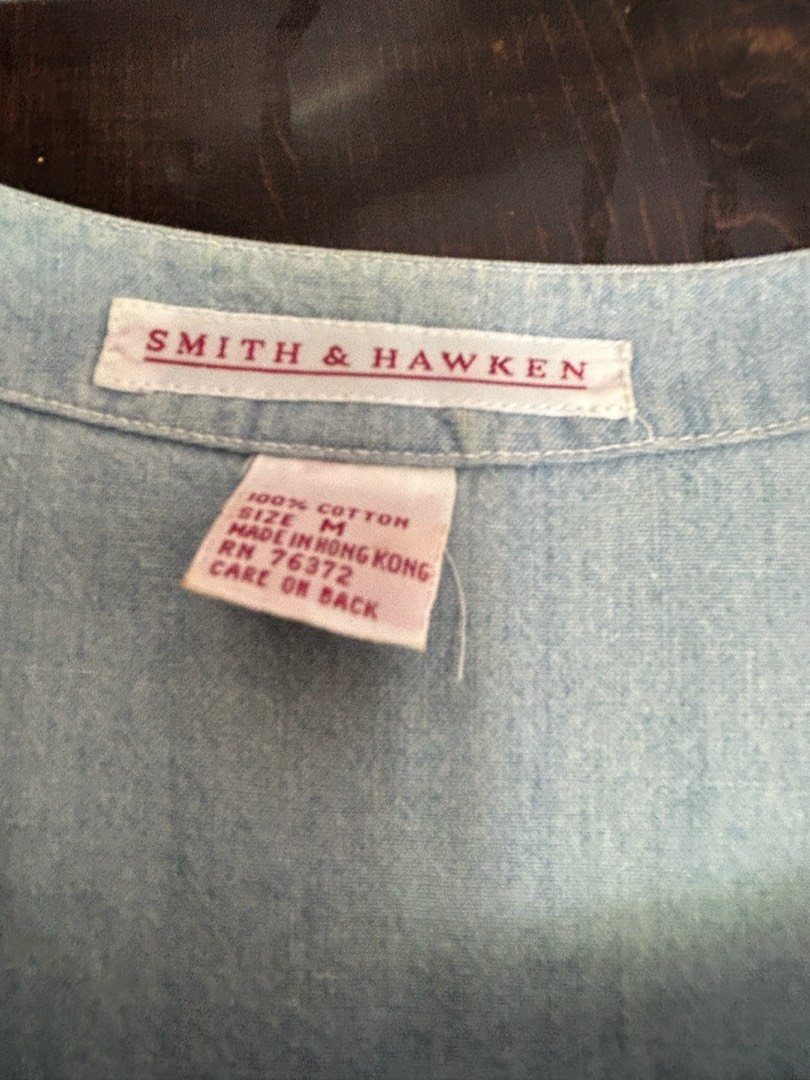 SMITH & HAWKEN
100% COTTON
SIZE M
MADE IN HONG KONG
RN 76372
CARE ON BACK